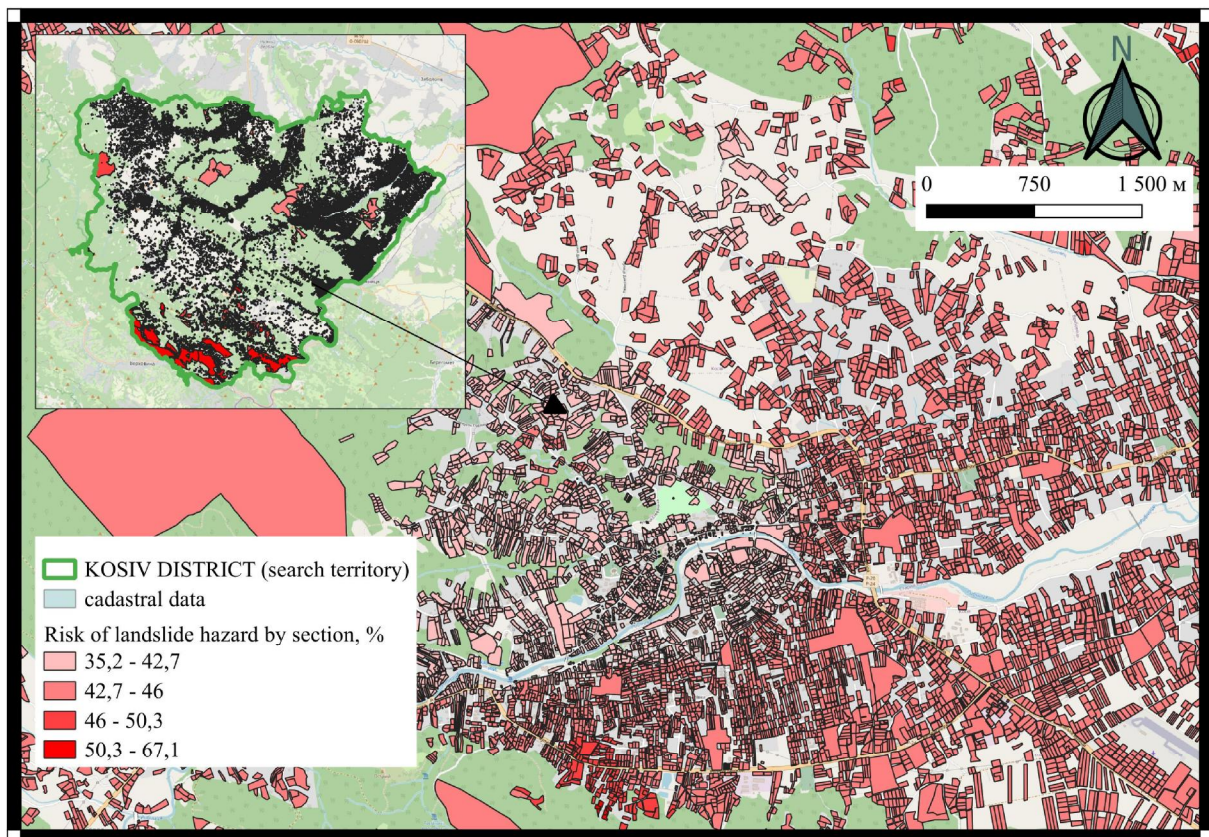 N
0 750 1 500 м
KOSIV DISTRICT (search territory)
cadastral data
Risk of landslide hazard by section, %
35,2 - 42,7
42,7 - 46
46 - 50,3
50,3 - 67,1